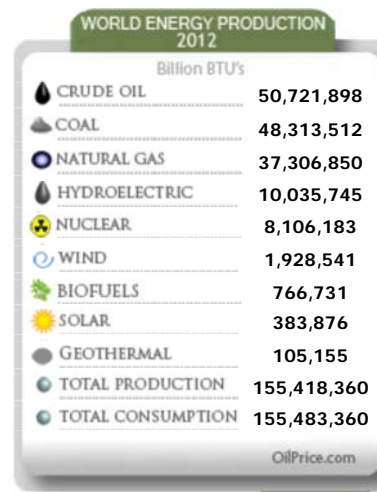 WORLD ENERGY PRODUCTION
2012
Billion BTU's
CRUDE OIL 50,721,898
COAL 48,313,512
NATURAL GAS 37,306,850
HYDROELECTRIC 10,035,745
NUCLEAR 8,106,183
WIND 1,928,541
BIOFUELS 766,731
SOLAR 383,876
GEOTHERMAL 105,155
TOTAL PRODUCTION 155,418,360
TOTAL CONSUMPTION 155,483,360
OilPrice.com